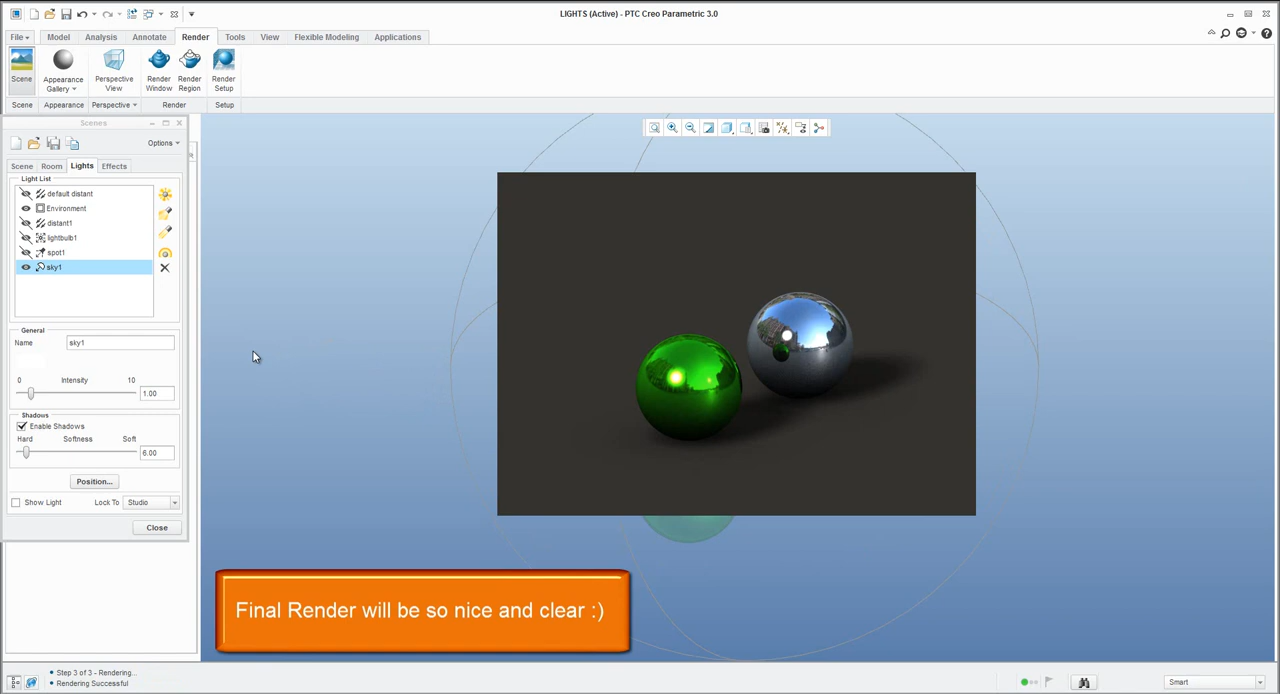 LIGHTS (Active) - PTC Creo Parametric 3.0
File
Model
Analysis
Annotate
Render
Tools
View
Flexible Modeling
Applications
Scene
Appearance Gallery
Perspective View
Render Window
Render Region
Render Setup
Scene
Appearance
Perspective
Render
Setup
Scenes
Options
Scene
Room
Lights
Effects
Light List
default distant
Environment
distant1
lightbulb1
spot1
sky1
General
Name
sky1
0
Intensity
10
1.00
Shadows
Enable Shadows
Hard
Softness
Soft
6.00
Position...
Show Light
Lock To
Studio
Close
Final Render will be so nice and clear :)
Step 3 of 3 - Rendering...
Rendering Successful
Smart